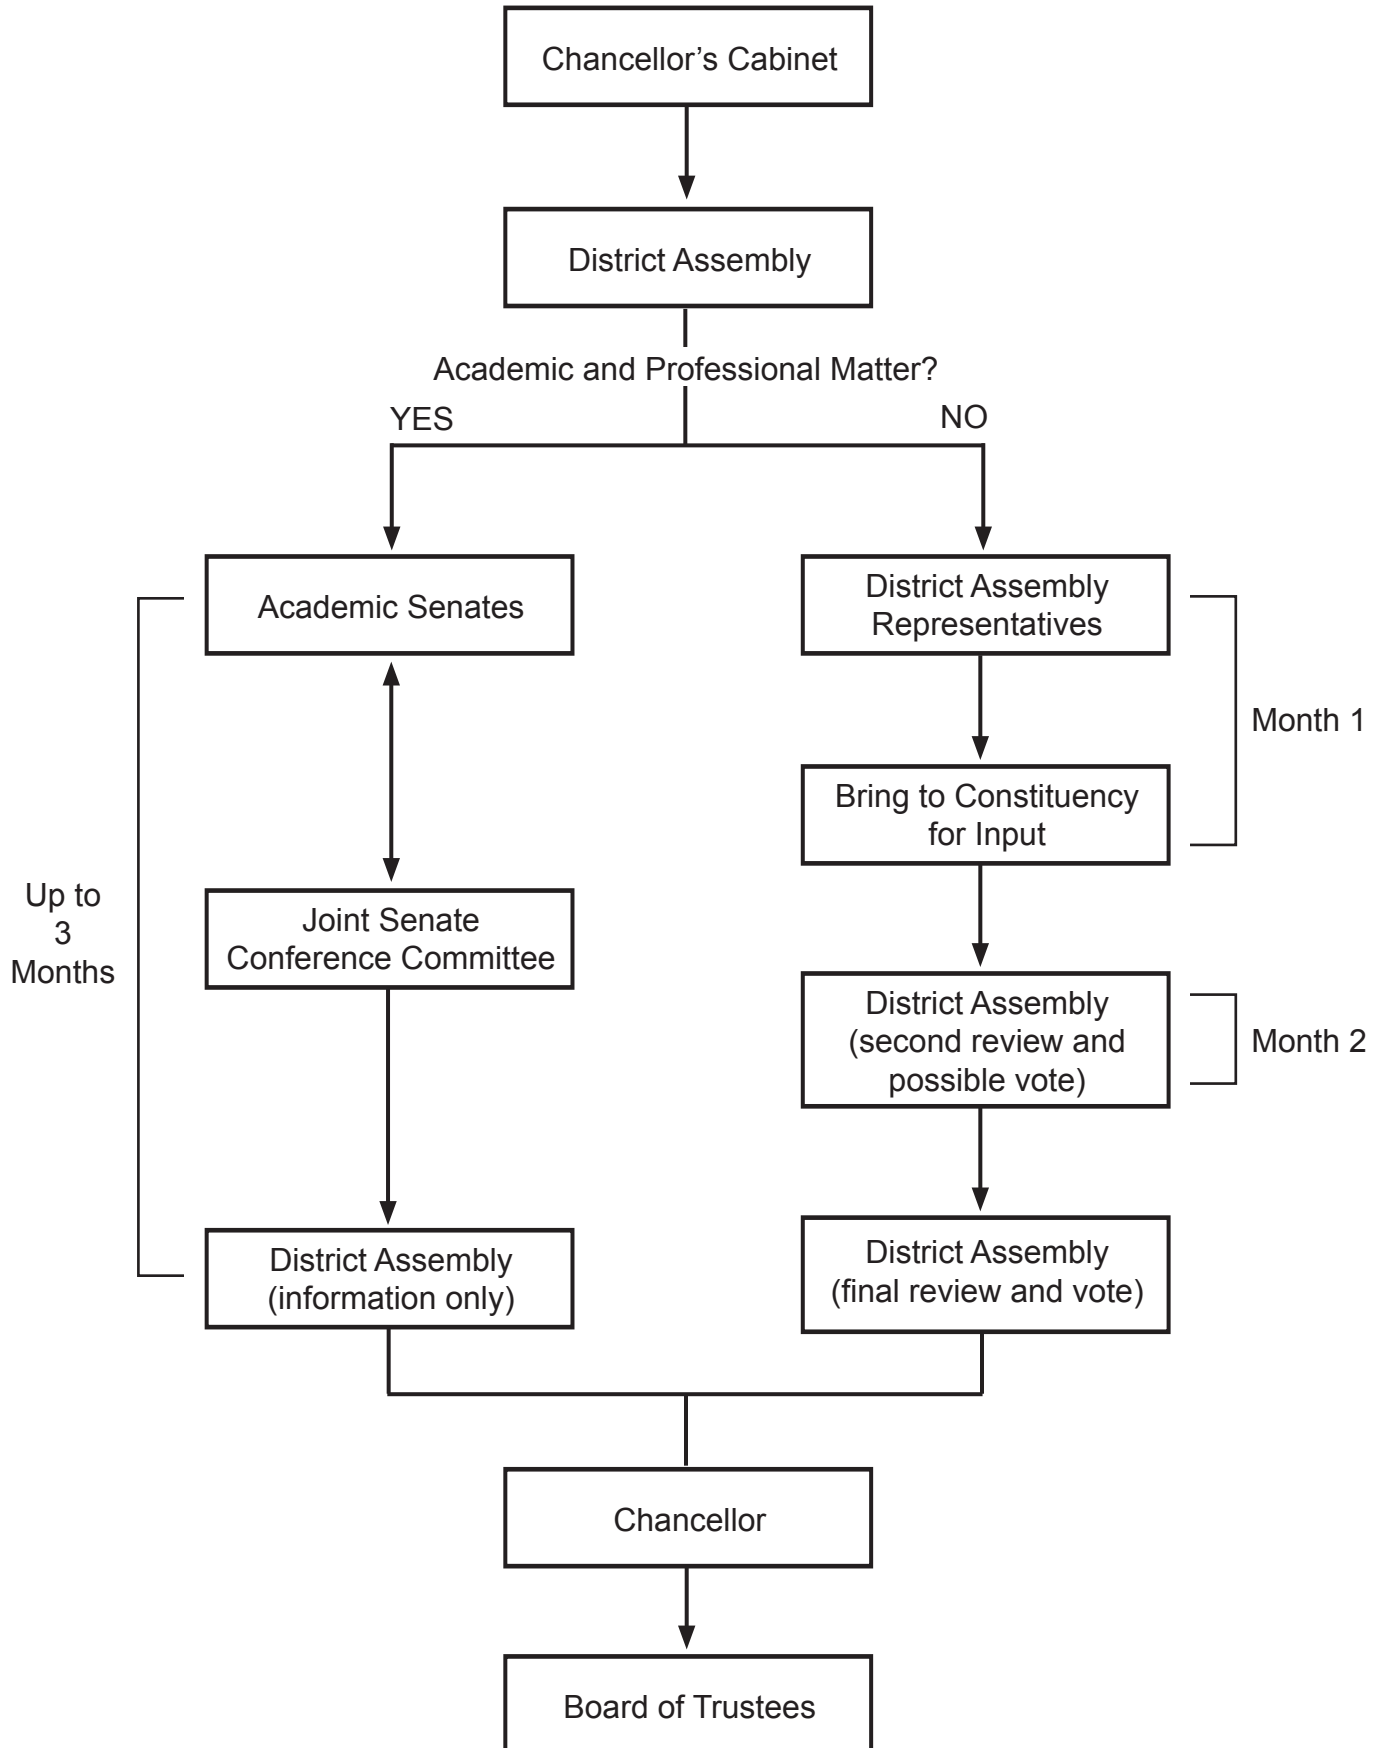 Chancellor’s Cabinet
District Assembly
Academic and Professional Matter?
YES
NO
Academic Senates
District Assembly
Representatives
Month 1
Bring to Constituency
for Input
Up to
3
Months
Joint Senate
Conference Committee
District Assembly
(second review and
possible vote)
Month 2
District Assembly
(information only)
District Assembly
(final review and vote)
Chancellor
Board of Trustees